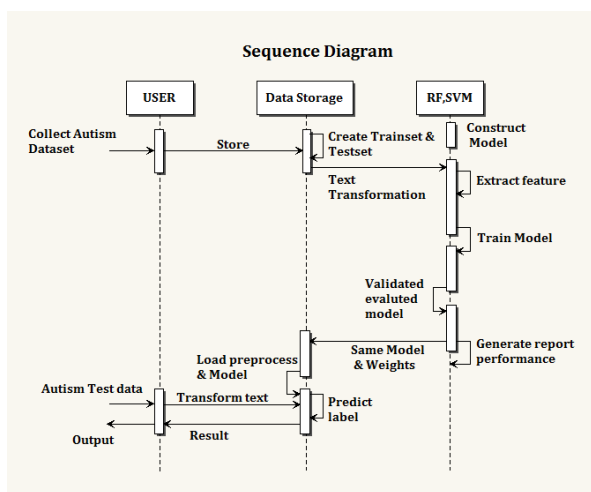 Sequence Diagram
USER
Data Storage
RF,SVM
Collect Autism
Dataset
Store
Create Trainset &
Testset
Construct
Model
Text
Transformation
Extract feature
Train Model
Validated
evaluted
model
Same Model
& Weights
Generate report
performance
Load preprocess
& Model
Autism Test data
Transform text
Predict
label
Output
Result